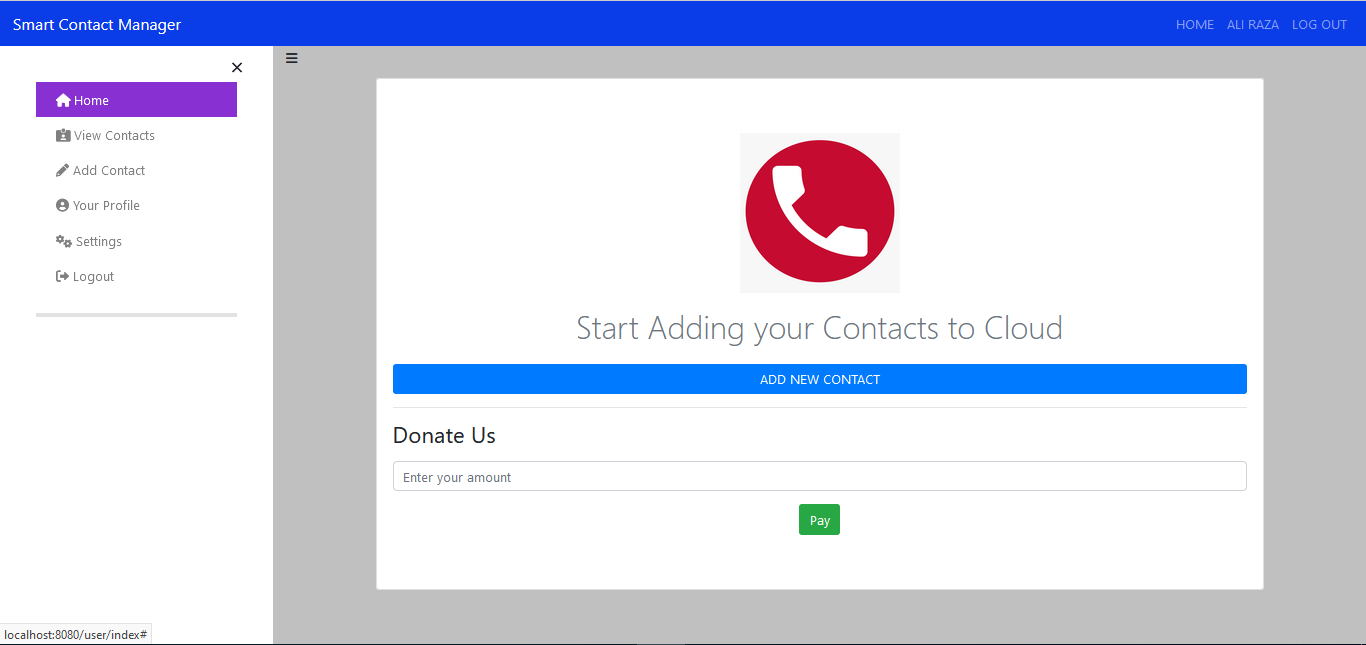 Smart Contact Manager
HOME ALI RAZA LOG OUT
Home
View Contacts
Add Contact
Your Profile
Settings
Logout
Start Adding your Contacts to Cloud
ADD NEW CONTACT
Donate Us
Enter your amount
Pay
localhost:8080/user/index#